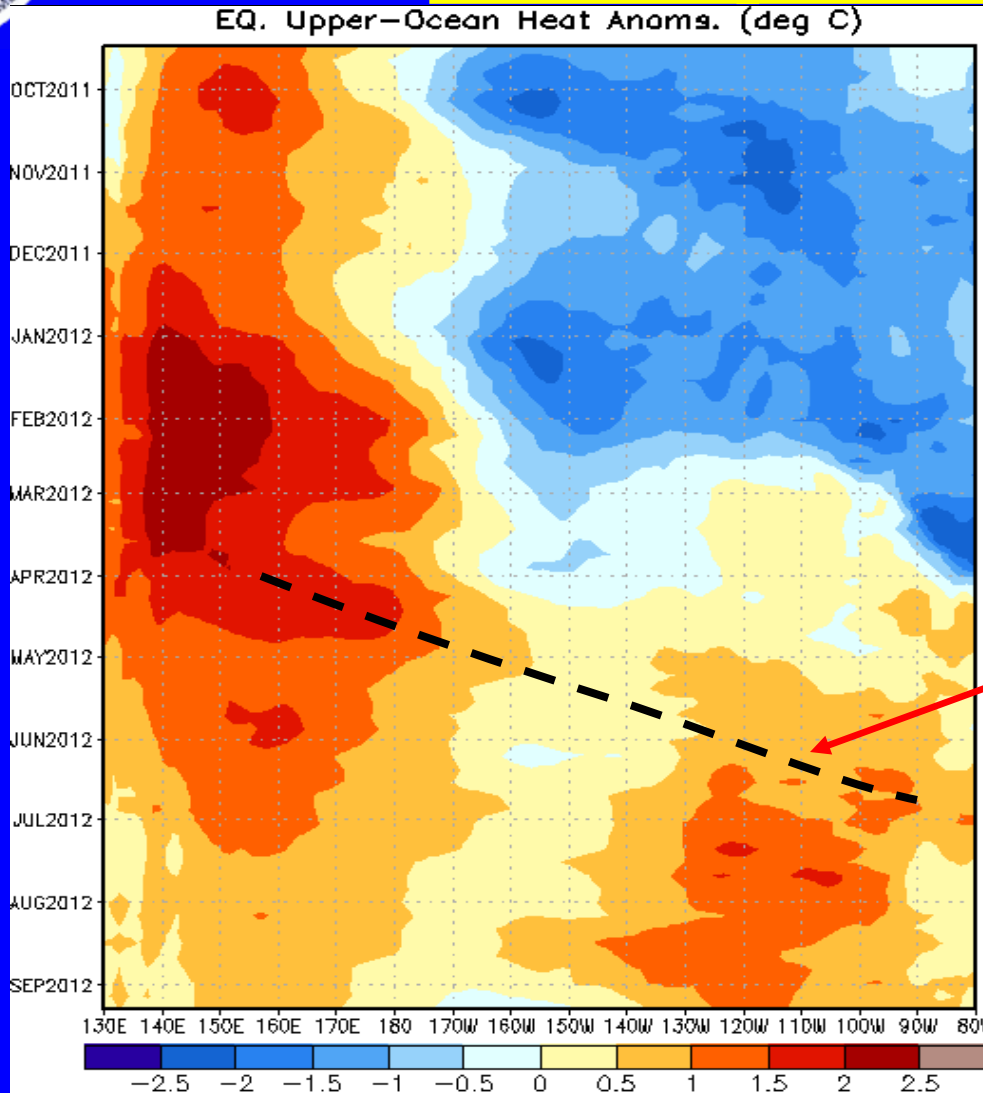 EQ. Upper-Ocean Heat Anoms. (deg C)
OCT2011
NOV2011
DEC2011
JAN2012
FEB2012
MAR2012
APR2012
MAY2012
JUN2012
JUL2012
AUG2012
SEP2012
130E 140E 150E 160E 170E 180 170W 160W 150W 140W 130W 120W 110W 100W 90W 80W
-2.5 -2 -1.5 -1 -0.5 0 0.5 1 1.5 2 2.5